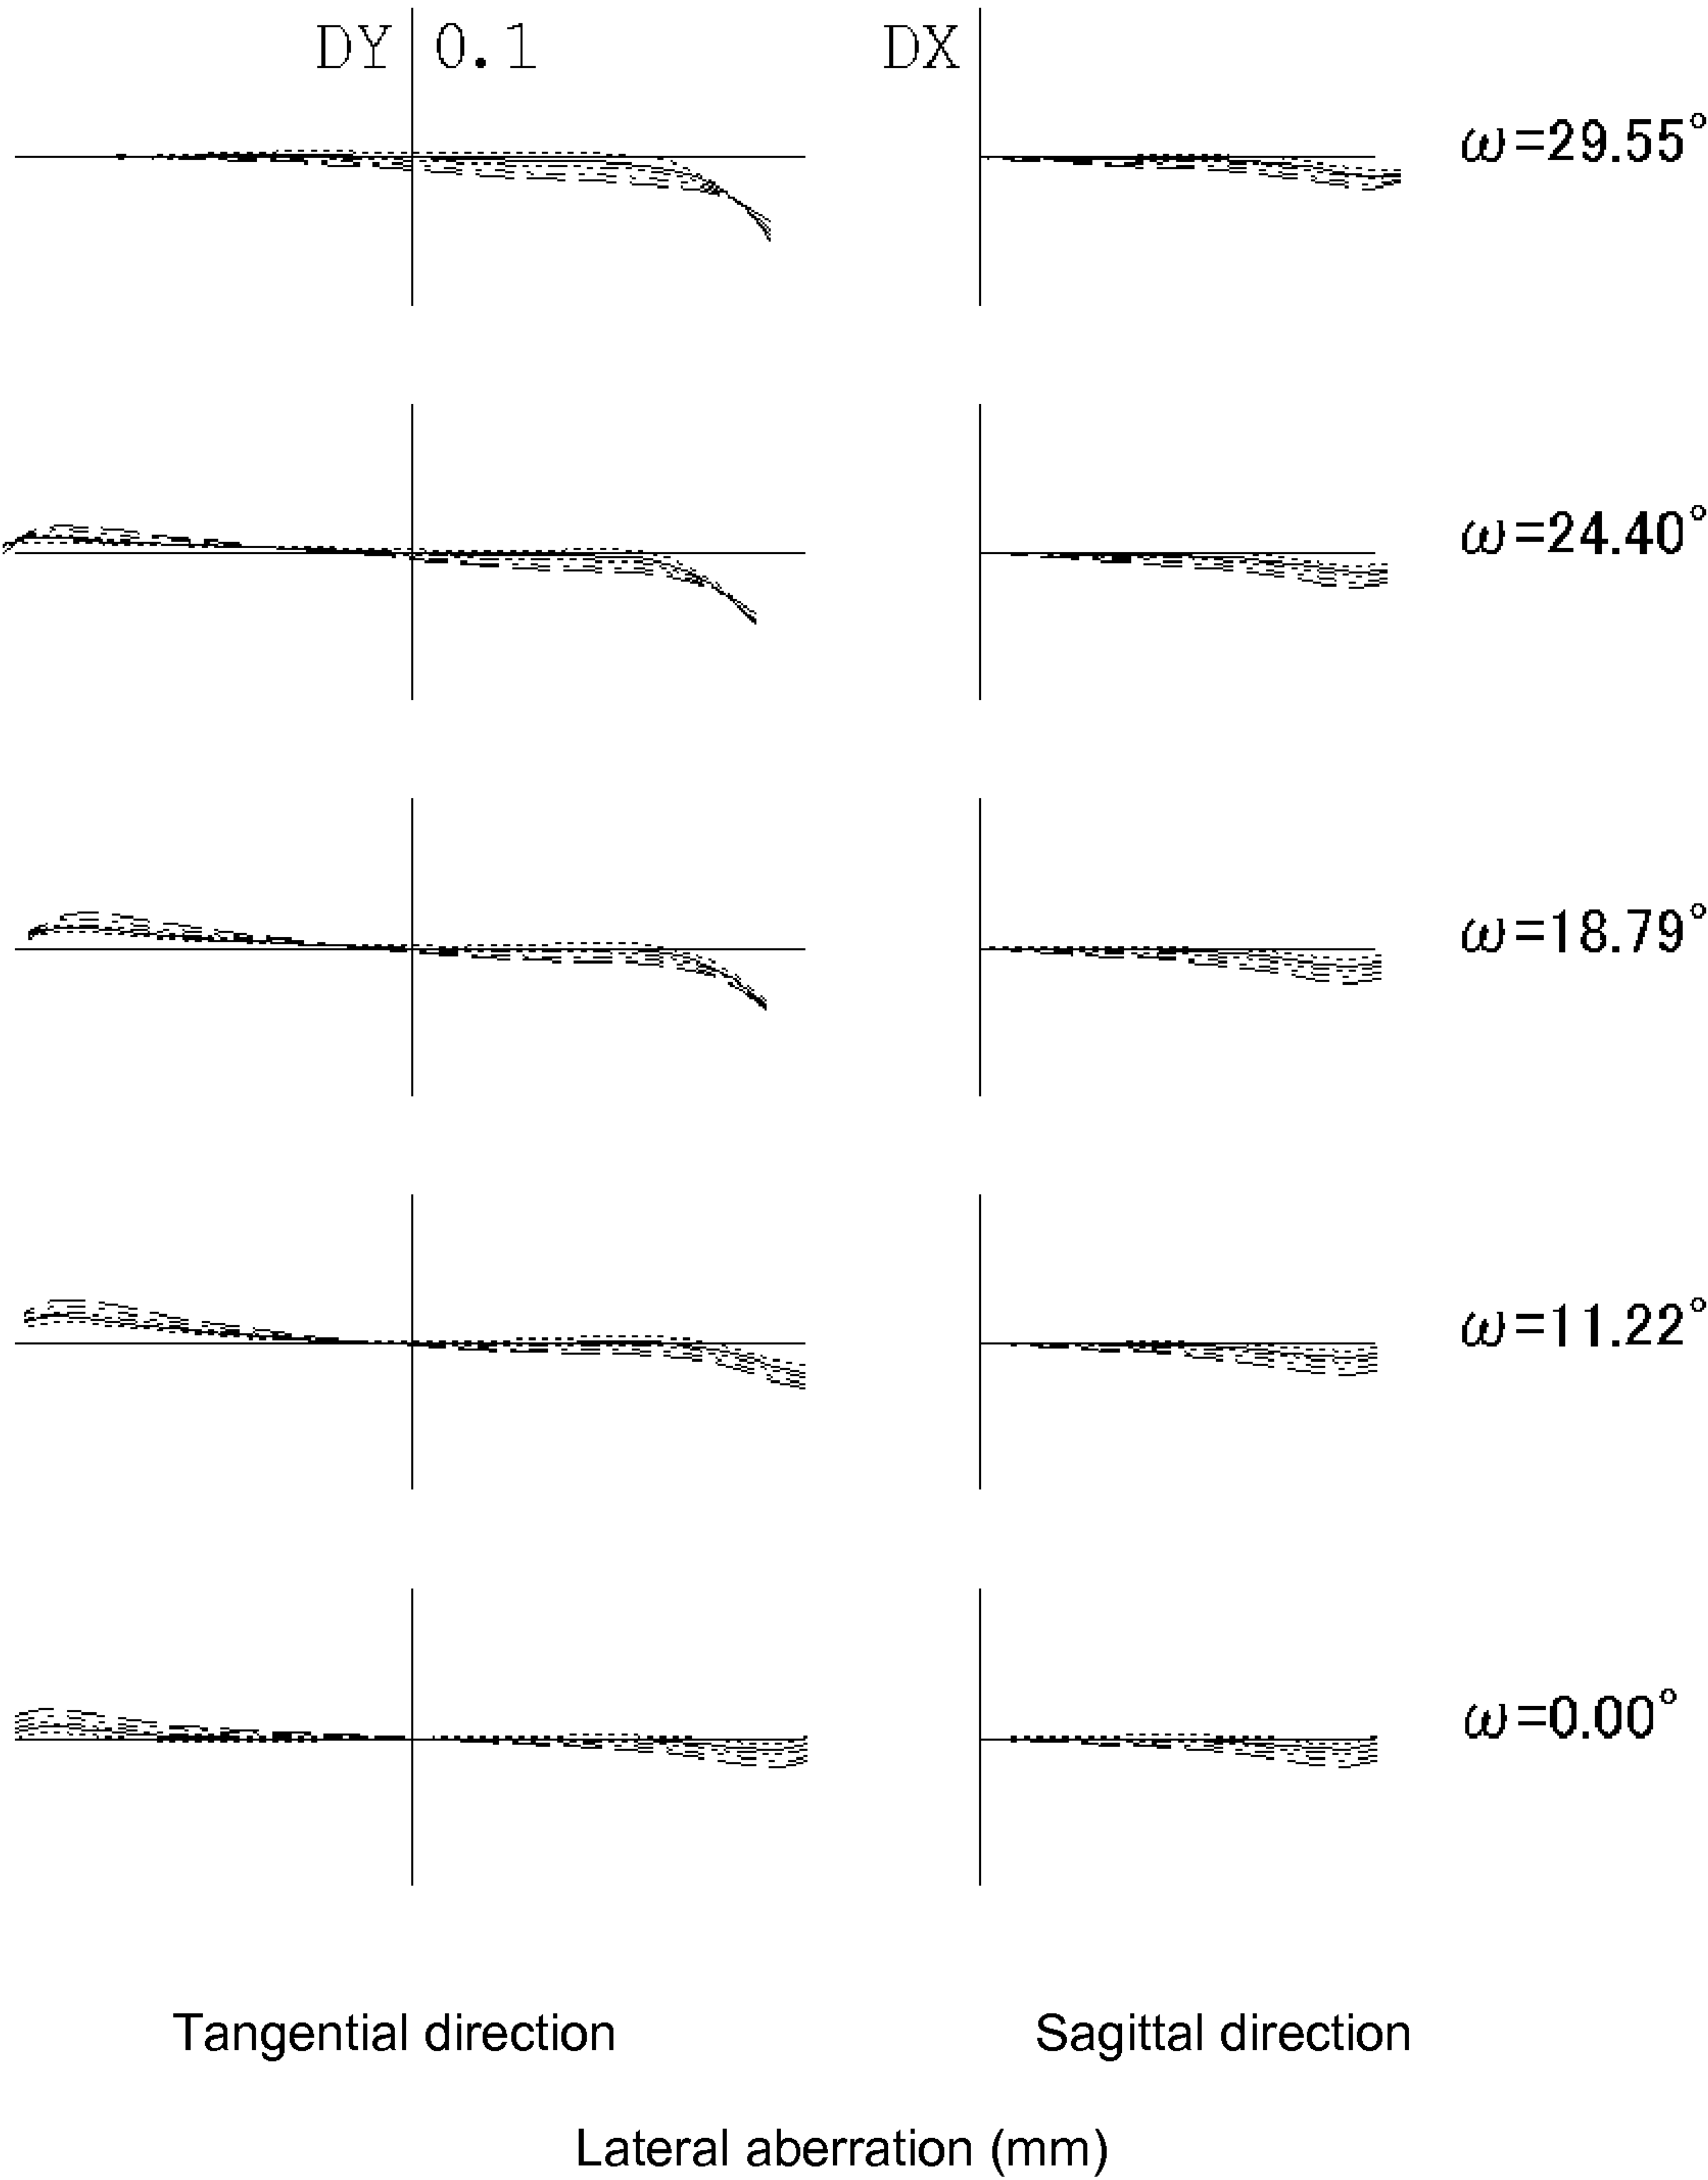 DY 0.1 DX
ω=29.55°
ω=24.40°
ω=18.79°
ω=11.22°
ω=0.00°
Tangential direction Sagittal direction
Lateral aberration (mm)